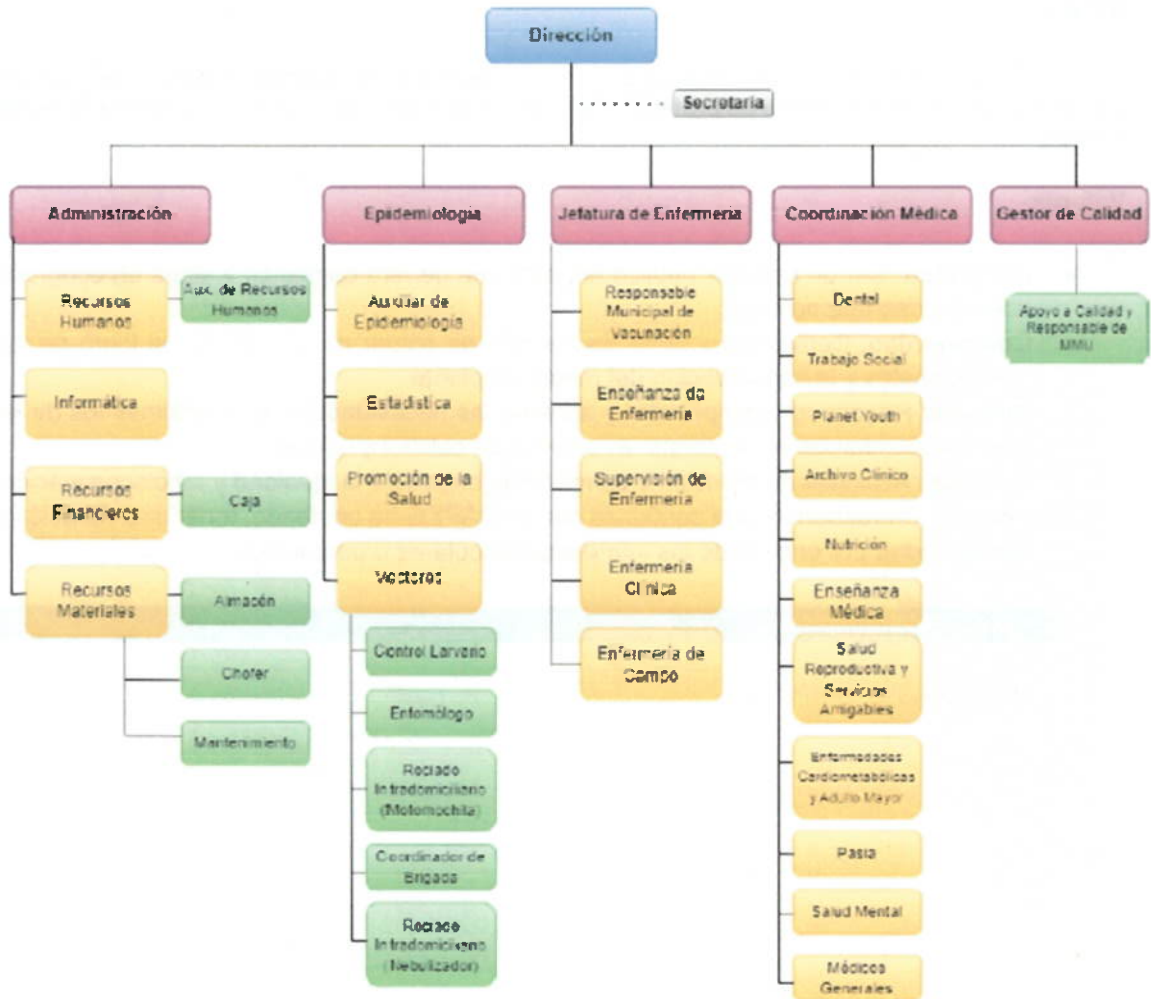 Dirección
Secretaria
Administración
Recursos
Humanos
Aux. de Recursos
Humanos
Informática
Recursos
Financieros
Caja
Recursos
Materiales
Almacén
Chofer
Mantenimiento
Epidemiología
Auxiliar de
Epidemiología
Estadística
Promoción de la
Salud
Vectores
Control Larvario
Entomólogo
Rociado
Intradomiciliario
(Motomochila)
Coordinador de
Brigada
Rociado
Intradomiciliario
(Nebulizador)
Jefatura de Enfermería
Responsable
Municipal de
Vacunación
Enseñanza de
Enfermería
Supervisión de
Enfermería
Enfermería
Clínica
Enfermería de
Campo
Coordinación Médica
Dental
Trabajo Social
Planet Youth
Archivo Clínico
Nutrición
Enseñanza
Médica
Salud
Reproductiva y
Servicios
Amigables
Enfermedades
Cardiometabólicas
y Adulto Mayor
Pasia
Salud Mental
Médicos
Generales
Gestor de Calidad
Apoyo a Calidad y
Responsable de
MMU